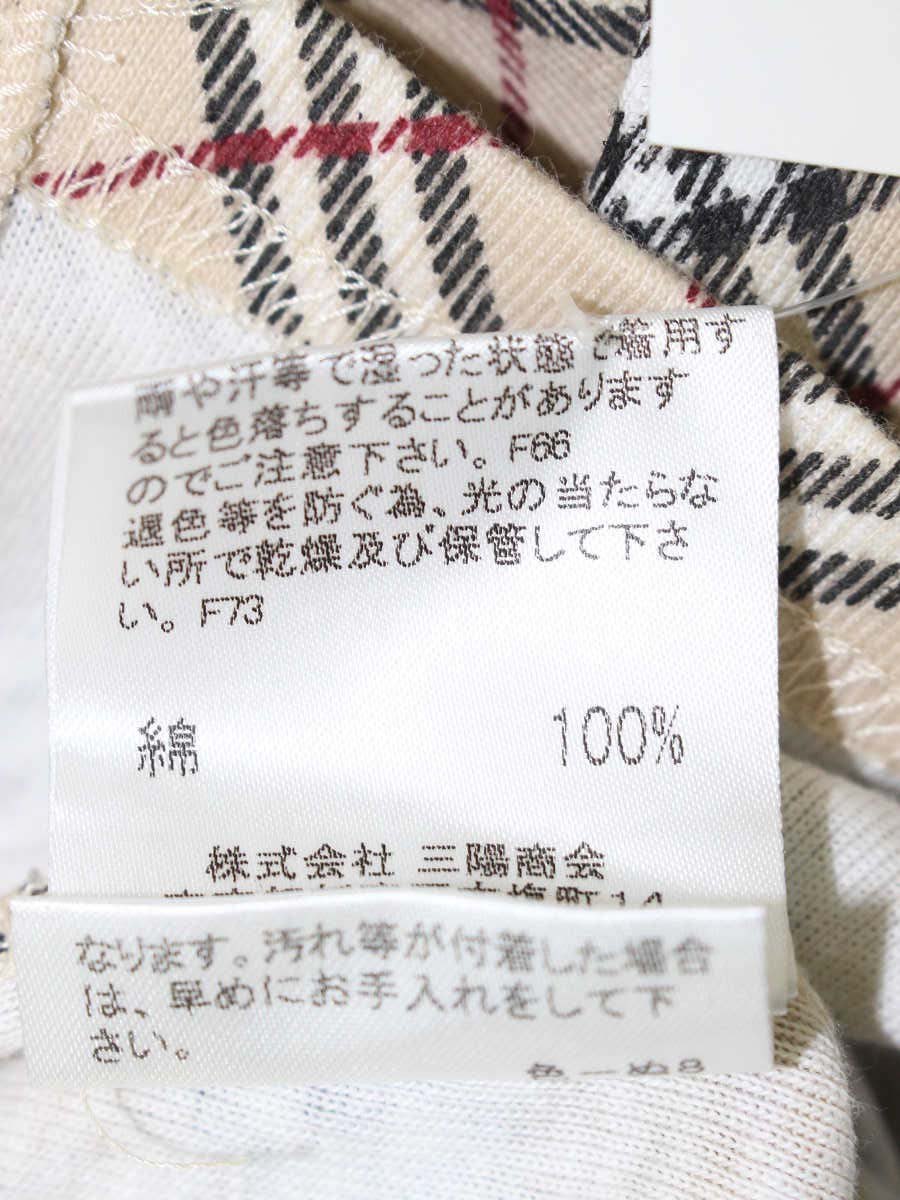 雨や汗等で湿った状態で着用す
ると色落ちすることがあります
のでご注意下さい。F66
退色等を防ぐ為、光の当たらな
い所で乾燥及び保管して下さ
い。F73
綿 100%
株式会社 三陽商会
なります。汚れ等が付着した場合
は、早めにお手入れをして下
さい。